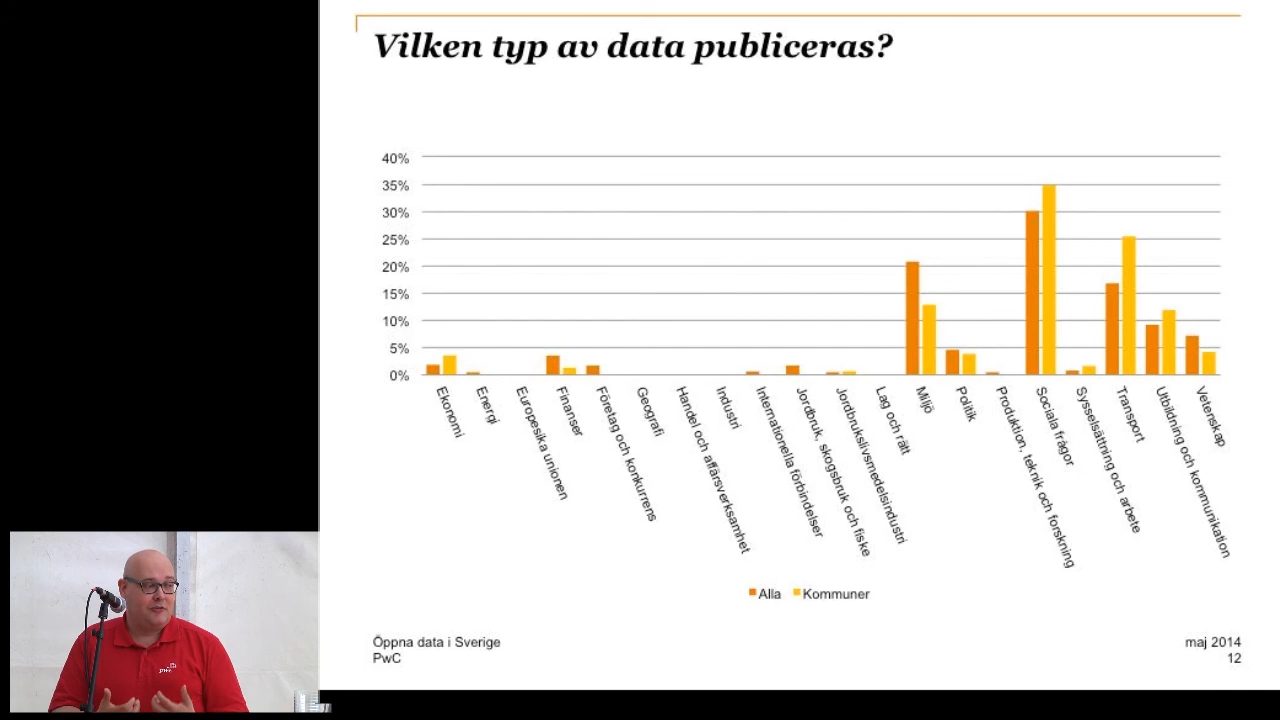 Vilken typ av data publiceras?
40%
35%
30%
25%
20%
15%
10%
5%
0%
Ekonomi
Energi
Europesika unionen
Finanser
Företag och konkurrens
Geografi
Handel och affärsverksamhet
Industri
Internationella förbindelser
Jordbruk, skogsbruk och fiske
Jordbrukslivsmedelsindustri
Lag och rätt
Miljö
Politik
Produktion, teknik och forskning
Sociala frågor
Sysselsättning och arbete
Transport
Utbildning och kommunikation
Vetenskap
Alla Kommuner
Öppna data i Sverige maj 2014
PwC 12
pwc